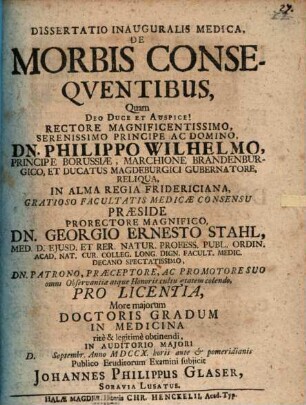 27.
DISSERTATIO INAUGURALIS MEDICA,
DE
MORBIS CONSE-
QVENTIBUS,
Quam
DEO DUCE ET AUSPICE!
RECTORE MAGNIFICENTISSIMO,
SERENISSIMO PRINCIPE AC DOMINO,
DN. PHILIPPO WILHELMO,
PRINCIPE BORUSSIÆ, MARCHIONE BRANDENBUR-
GICO, ET DUCATUS MAGDEBURGICI GUBERNATORE,
RELIQUA,
IN ALMA REGIA FRIDERICIANA,
GRATIOSO FACULTATIS MEDICÆ CONSENSU
PRÆSIDE
PRORECTORE MAGNIFICO,
DN. GEORGIO ERNESTO STAHL,
MED. D. EJUSD. ET RER. NATUR. PROFESS. PUBL. ORDIN.
ACAD. NAT. CUR. COLLEG. LONG. DIGN. FACULT. MEDIC.
DECANO SPECTATISSIMO,
DN. PATRONO, PRÆCEPTORE, AC PROMOTORE SUO
omni Observantiæ atque Honoris cultu ætatem colendo,
PRO LICENTIA,
More majorum
DOCTORIS GRADUM
IN MEDICINA
ritè & legitimè obtinendi,
IN AUDITORIO MAJORI
D. Septembr. Anno MDCCX. horis ante & pomeridianis
Publico Eruditorum Examini subjicit
JOHANNES PHILIPPUS GLASER,
SORAVIA LUSATUS.
HALÆ MAGDEB. CHR. HENCKELII, Acad. Typ.